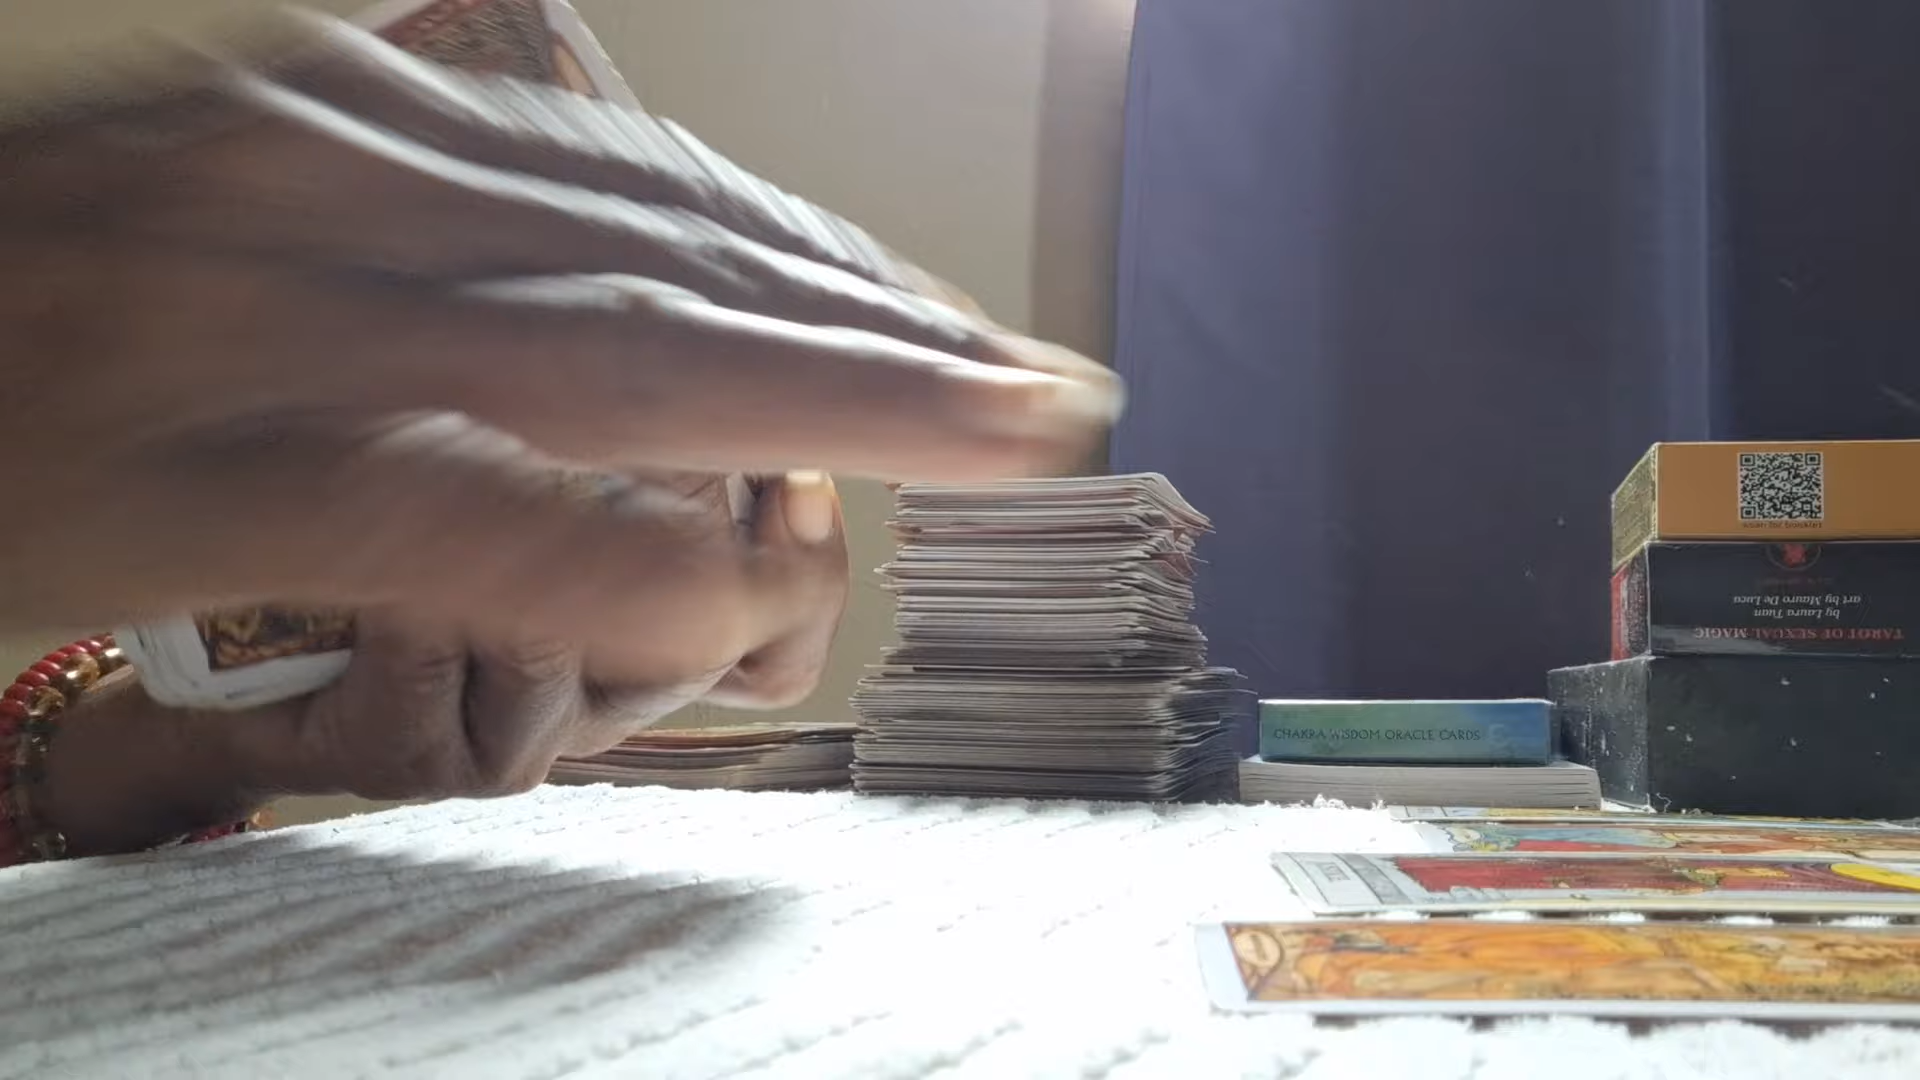 scan for booklet
TAROT OF SEXUAL MAGIC
by Laura Tuan
art by Mauro De Luca
CHAKRA WISDOM ORACLE CARDS